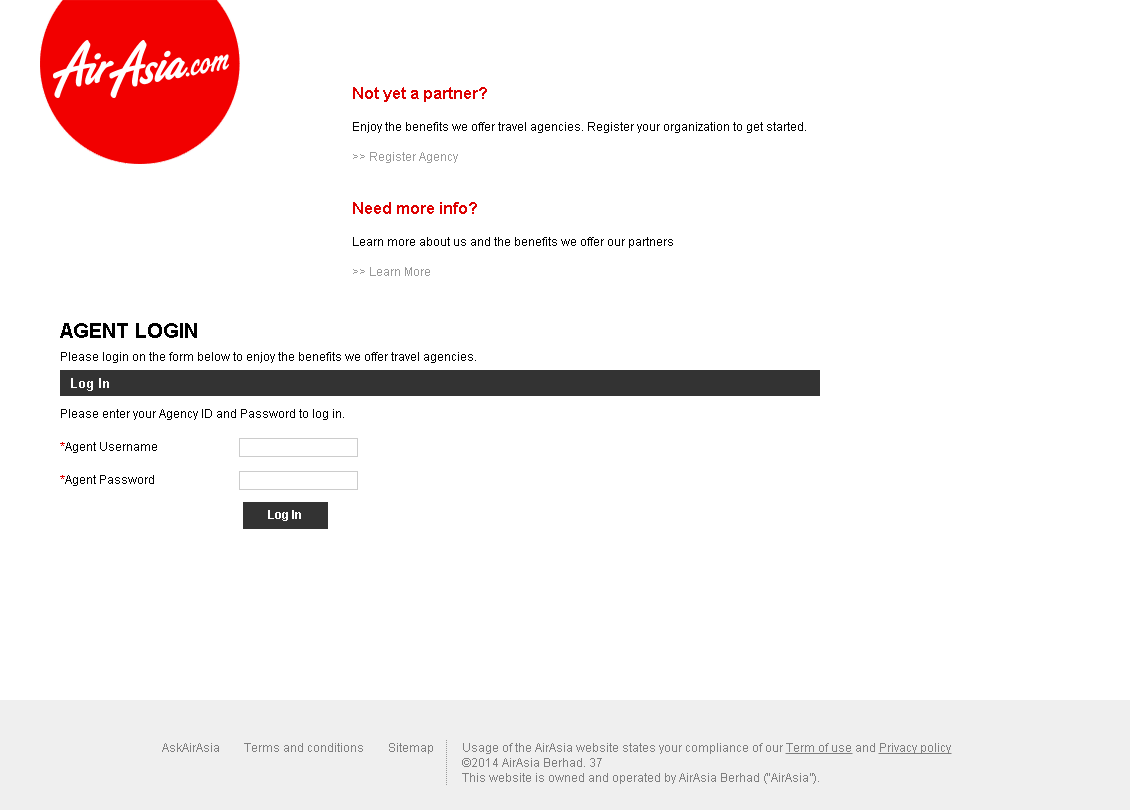 AirAsia.com
Not yet a partner?
Enjoy the benefits we offer travel agencies. Register your organization to get started.
>> Register Agency
Need more info?
Learn more about us and the benefits we offer our partners
>> Learn More
AGENT LOGIN
Please login on the form below to enjoy the benefits we offer travel agencies.
Log In
Please enter your Agency ID and Password to log in.
*Agent Username
*Agent Password
Log In
AskAirAsia Terms and conditions Sitemap
Usage of the AirAsia website states your compliance of our Term of use and Privacy policy
©2014 AirAsia Berhad. 37
This website is owned and operated by AirAsia Berhad ("AirAsia").